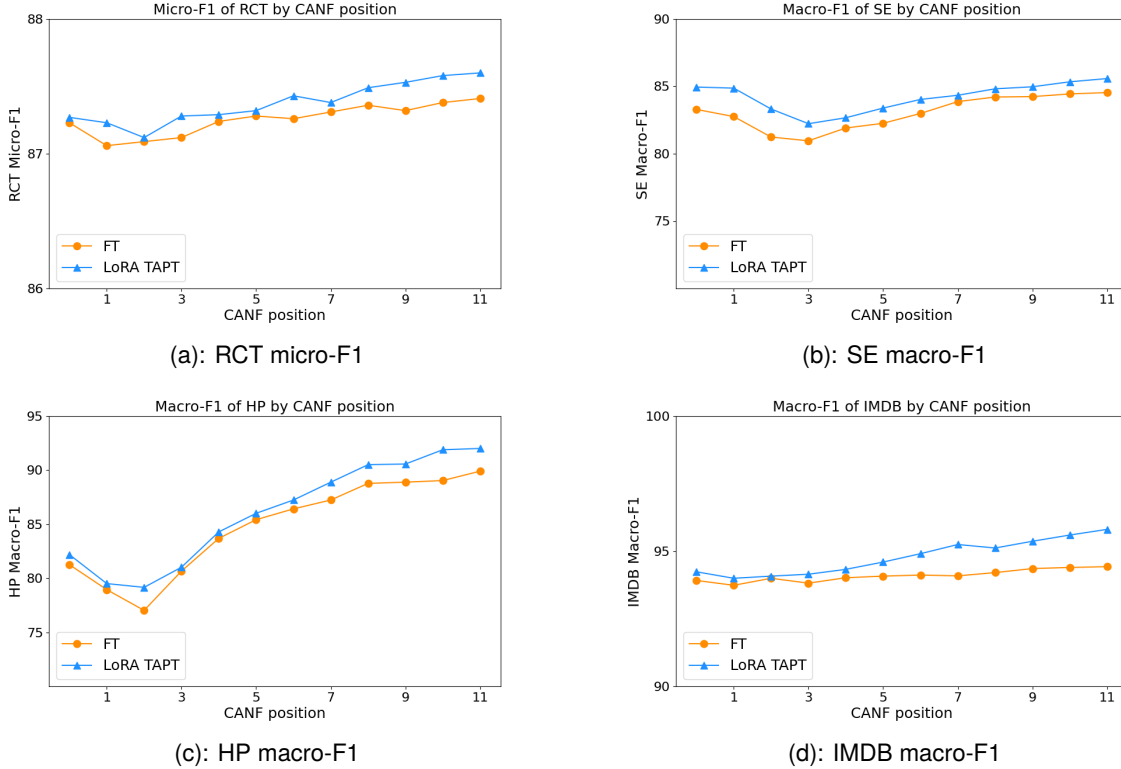 Micro-F1 of RCT by CANF position
88
87
86
RCT Micro-F1
FT
LoRA TAPT
1 3 5 7 9 11
CANF position
(a): RCT micro-F1
Macro-F1 of SE by CANF position
90
85
80
75
SE Macro-F1
FT
LoRA TAPT
1 3 5 7 9 11
CANF position
(b): SE macro-F1
Macro-F1 of HP by CANF position
95
90
85
80
75
HP Macro-F1
FT
LoRA TAPT
1 3 5 7 9 11
CANF position
(c): HP macro-F1
Macro-F1 of IMDB by CANF position
100
95
90
IMDB Macro-F1
FT
LoRA TAPT
1 3 5 7 9 11
CANF position
(d): IMDB macro-F1